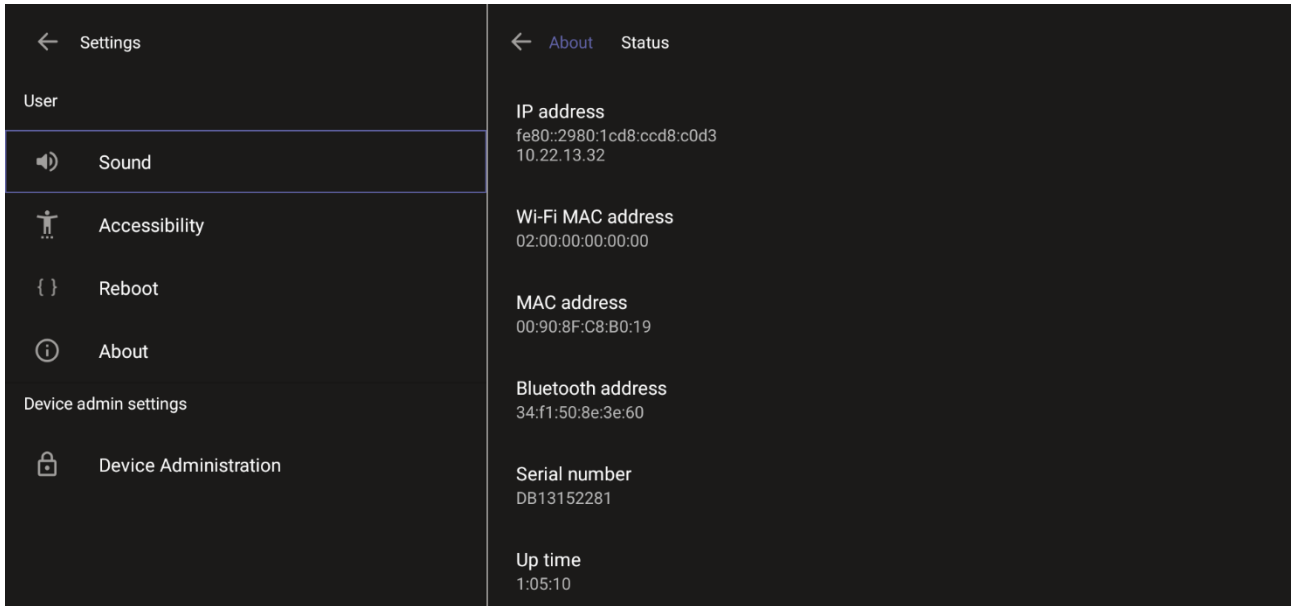 Settings
User
Sound
Accessibility
{ } Reboot
About
Device admin settings
Device Administration
About Status
IP address
fe80::2980:1cd8:ccd8:c0d3
10.22.13.32
Wi-Fi MAC address
02:00:00:00:00:00
MAC address
00:90:8F:C8:B0:19
Bluetooth address
34:f1:50:8e:3e:60
Serial number
DB13152281
Up time
1:05:10